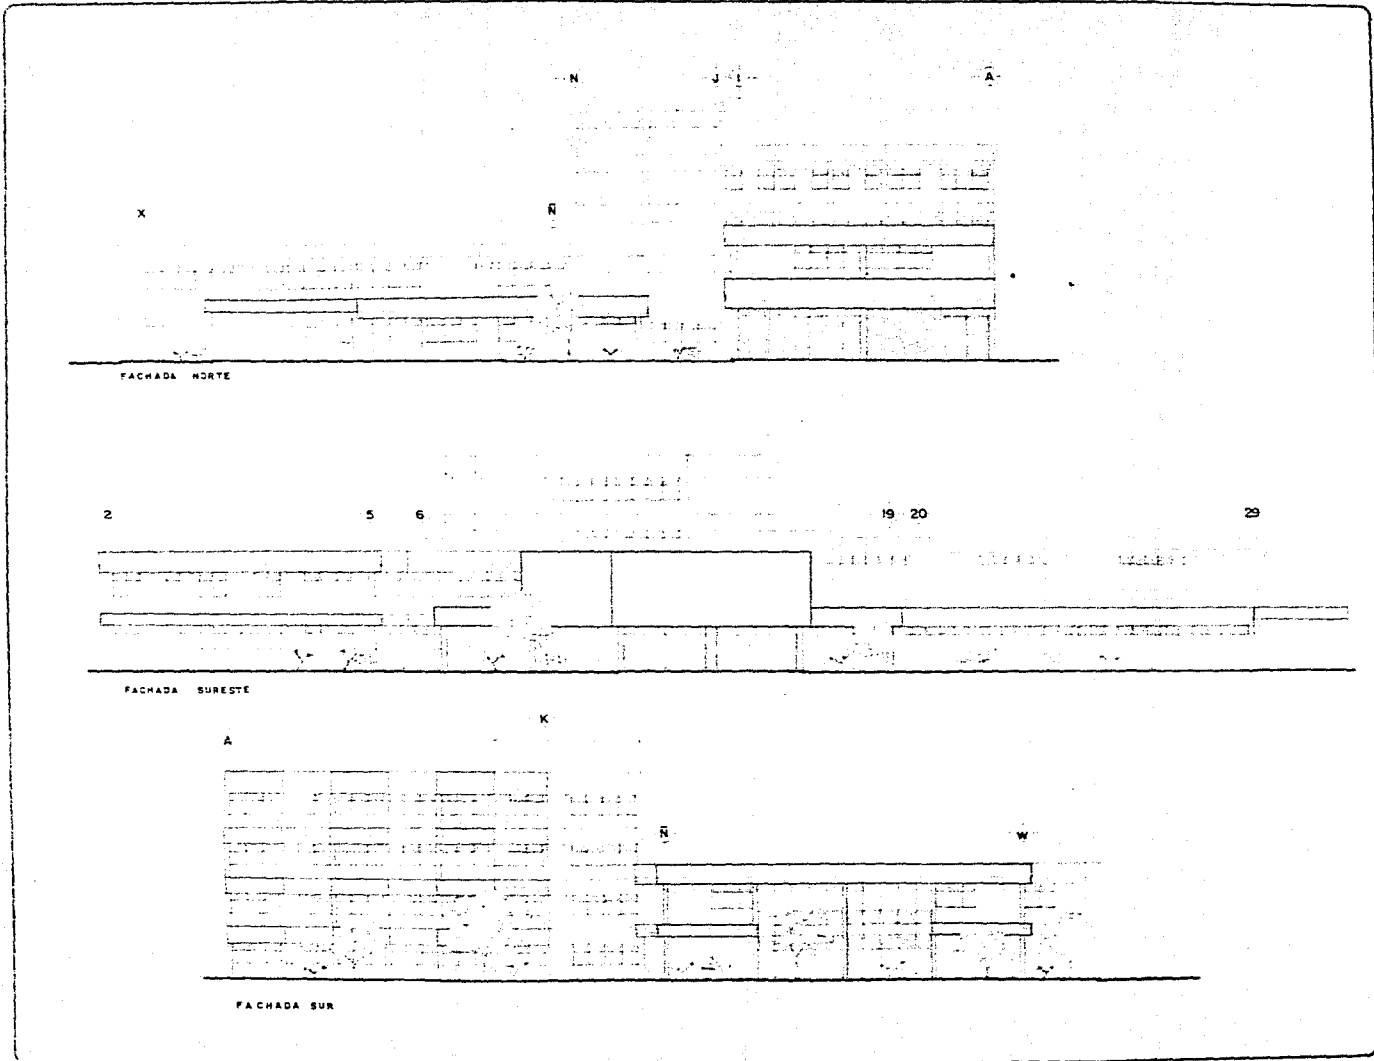 N J I A
X Ñ
FACHADA NORTE
2 5 6 19 20 29
FACHADA SURESTE
K
A
Ñ W
FACHADA SUR